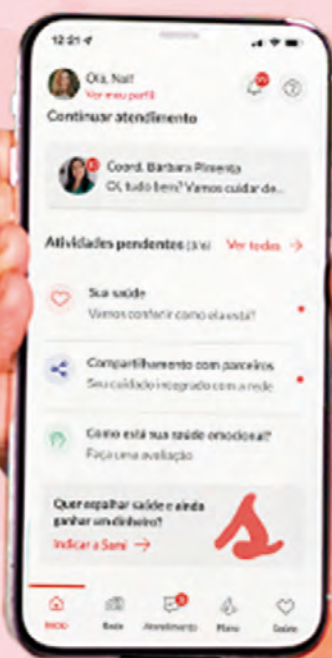 12:21
Olá, Nat!
Ver meu perfil
Continuar atendimento
Coord. Bárbara Pimenta
Oi, tudo bem? Vamos cuidar de...
Atividades pendentes (3/6) Ver todas →
Sua saúde
Vamos conferir como ela está?
Compartilhamento com parceiros
Seu cuidado integrado com a rede
Como está sua saúde emocional?
Faça uma avaliação
Quer espalhar saúde e ainda
ganhar um dinheiro?
Indicar a Sami →
Início Rede Atendimento Plano Saúde